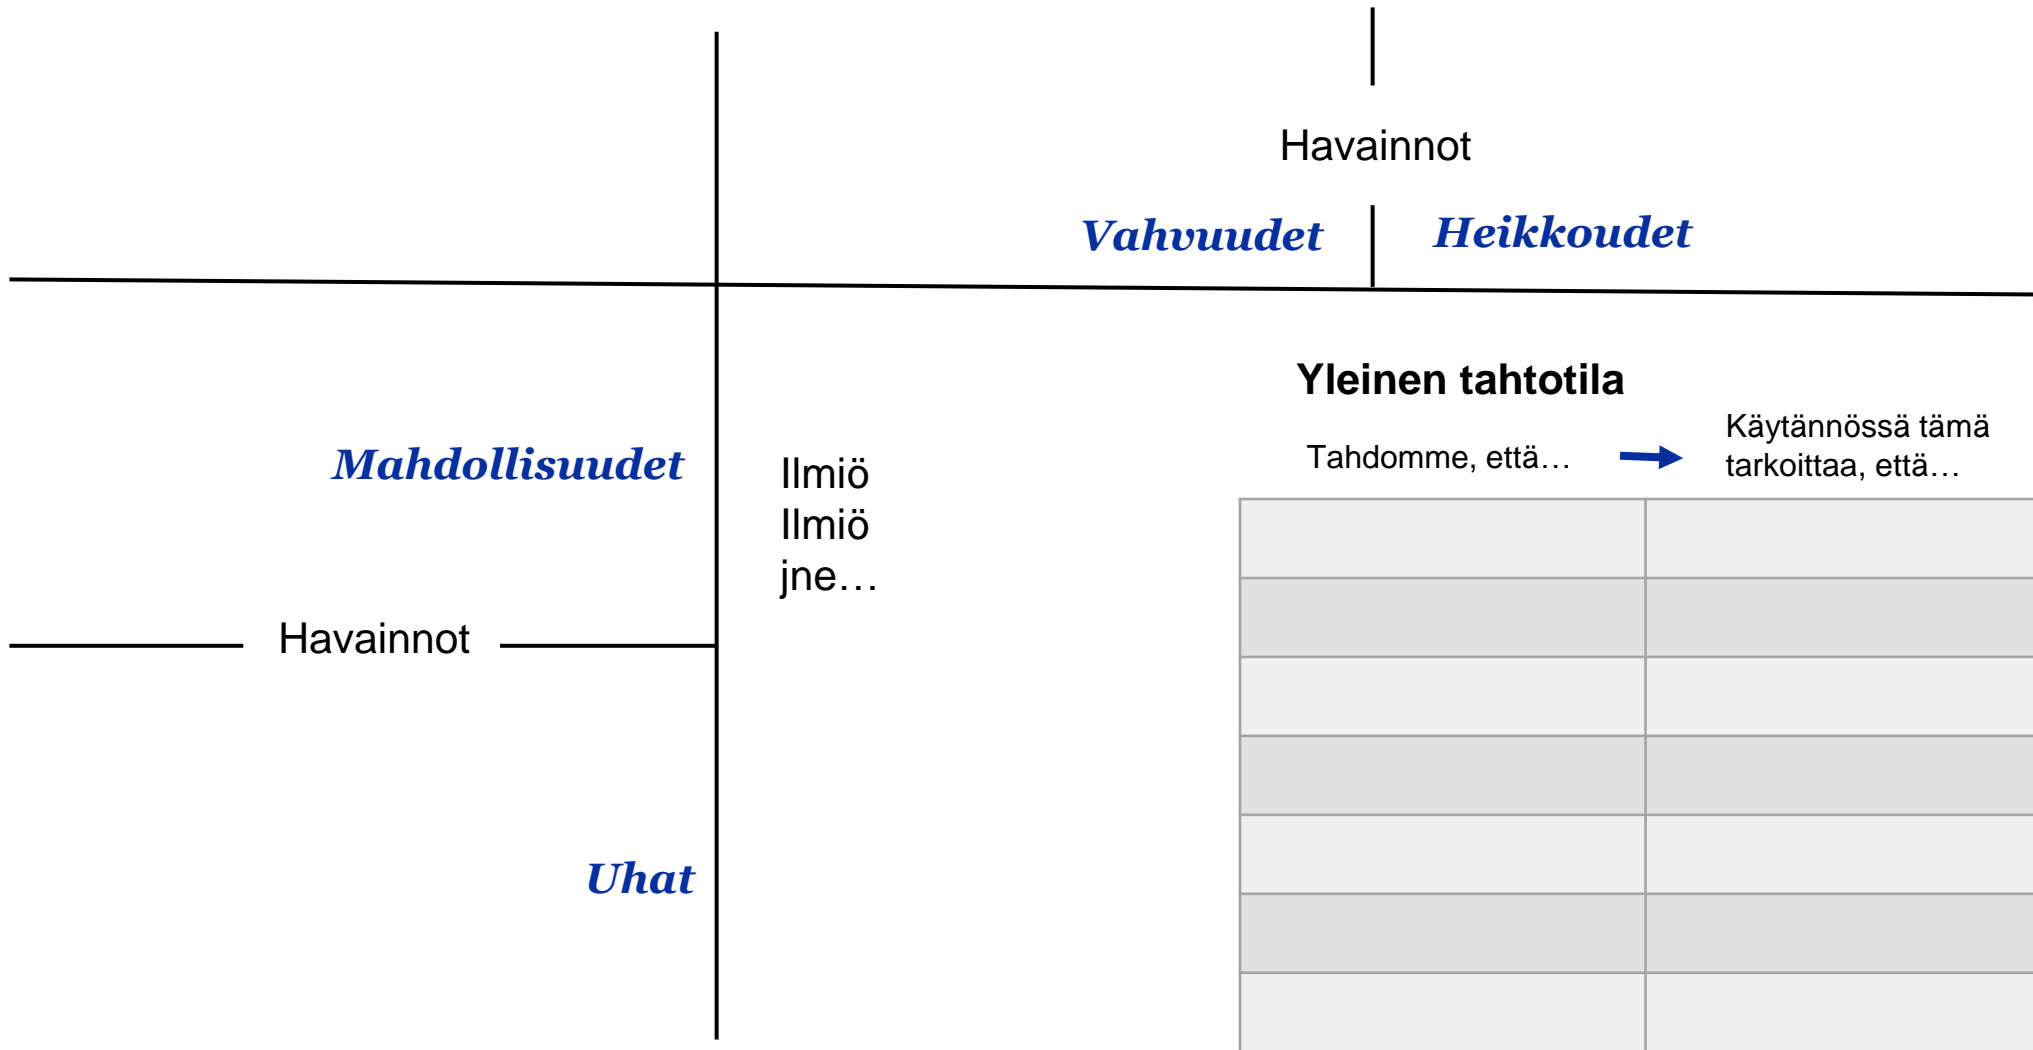 Havainnot
Vahvuudet
Heikkoudet
Yleinen tahtotila
Tahdomme, että…
Käytännössä tämä
tarkoittaa, että…
Mahdollisuudet
Ilmiö
Ilmiö
jne…
Havainnot
Uhat